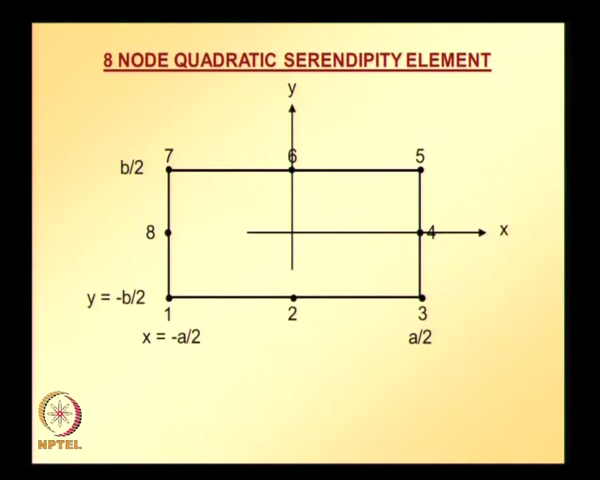 8 NODE QUADRATIC SERENDIPITY ELEMENT
y
b/2 7 6 5
8 4 x
y = -b/2
1 2 3
x = -a/2 a/2
NPTEL